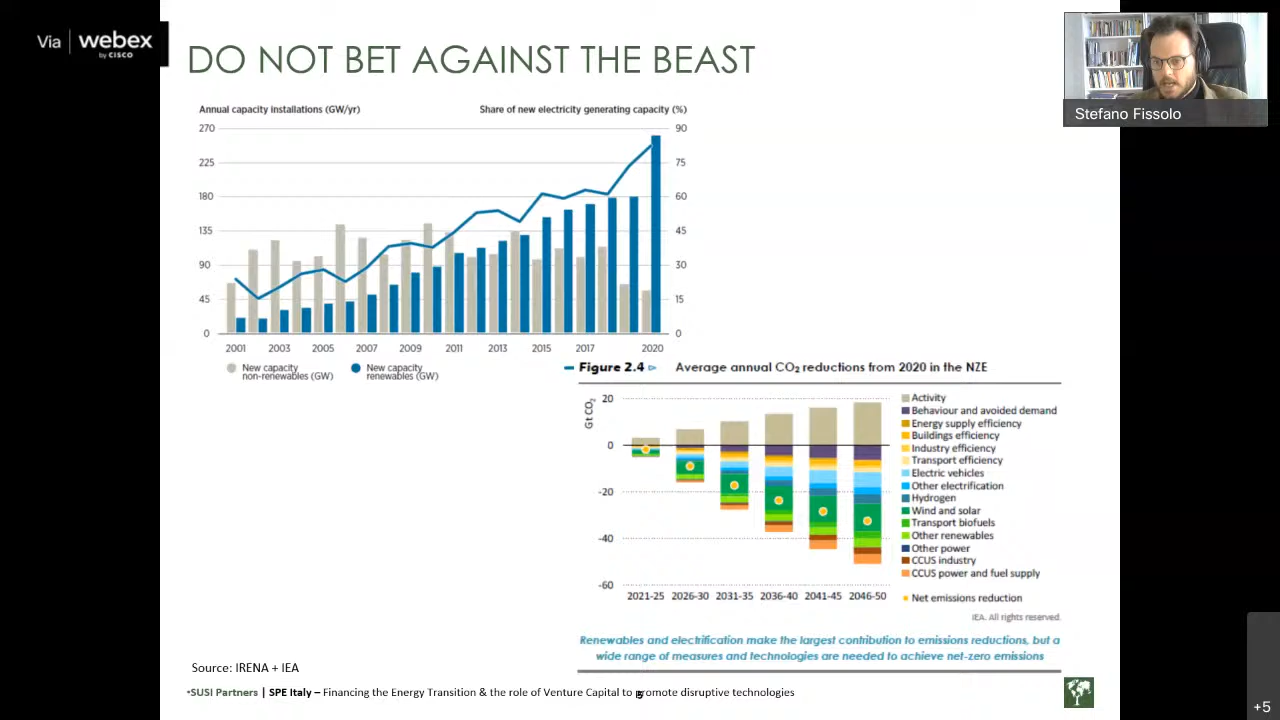 Via webex
by CISCO
DO NOT BET AGAINST THE BEAST
Stefano Fissolo
Annual capacity installations (GW/yr)
Share of new electricity generating capacity (%)
270
225
180
135
90
45
0
90
75
60
45
30
15
0
2001 2003 2005 2007 2009 2011 2013 2015 2017 2020
New capacity
non-renewables (GW)
New capacity
renewables (GW)
Figure 2.4 Average annual CO₂ reductions from 2020 in the NZE
Gt CO₂
20
0
-20
-40
-60
2021-25 2026-30 2031-35 2036-40 2041-45 2046-50
Activity
Behaviour and avoided demand
Energy supply efficiency
Buildings efficiency
Industry efficiency
Transport efficiency
Electric vehicles
Other electrification
Hydrogen
Wind and solar
Transport biofuels
Other renewables
Other power
CCUS industry
CCUS power and fuel supply
Net emissions reduction
IEA. All rights reserved.
Renewables and electrification make the largest contribution to emissions reductions, but a
wide range of measures and technologies are needed to achieve net-zero emissions
Source: IRENA + IEA
•SUSI Partners | SPE Italy – Financing the Energy Transition & the role of Venture Capital to promote disruptive technologies
+5